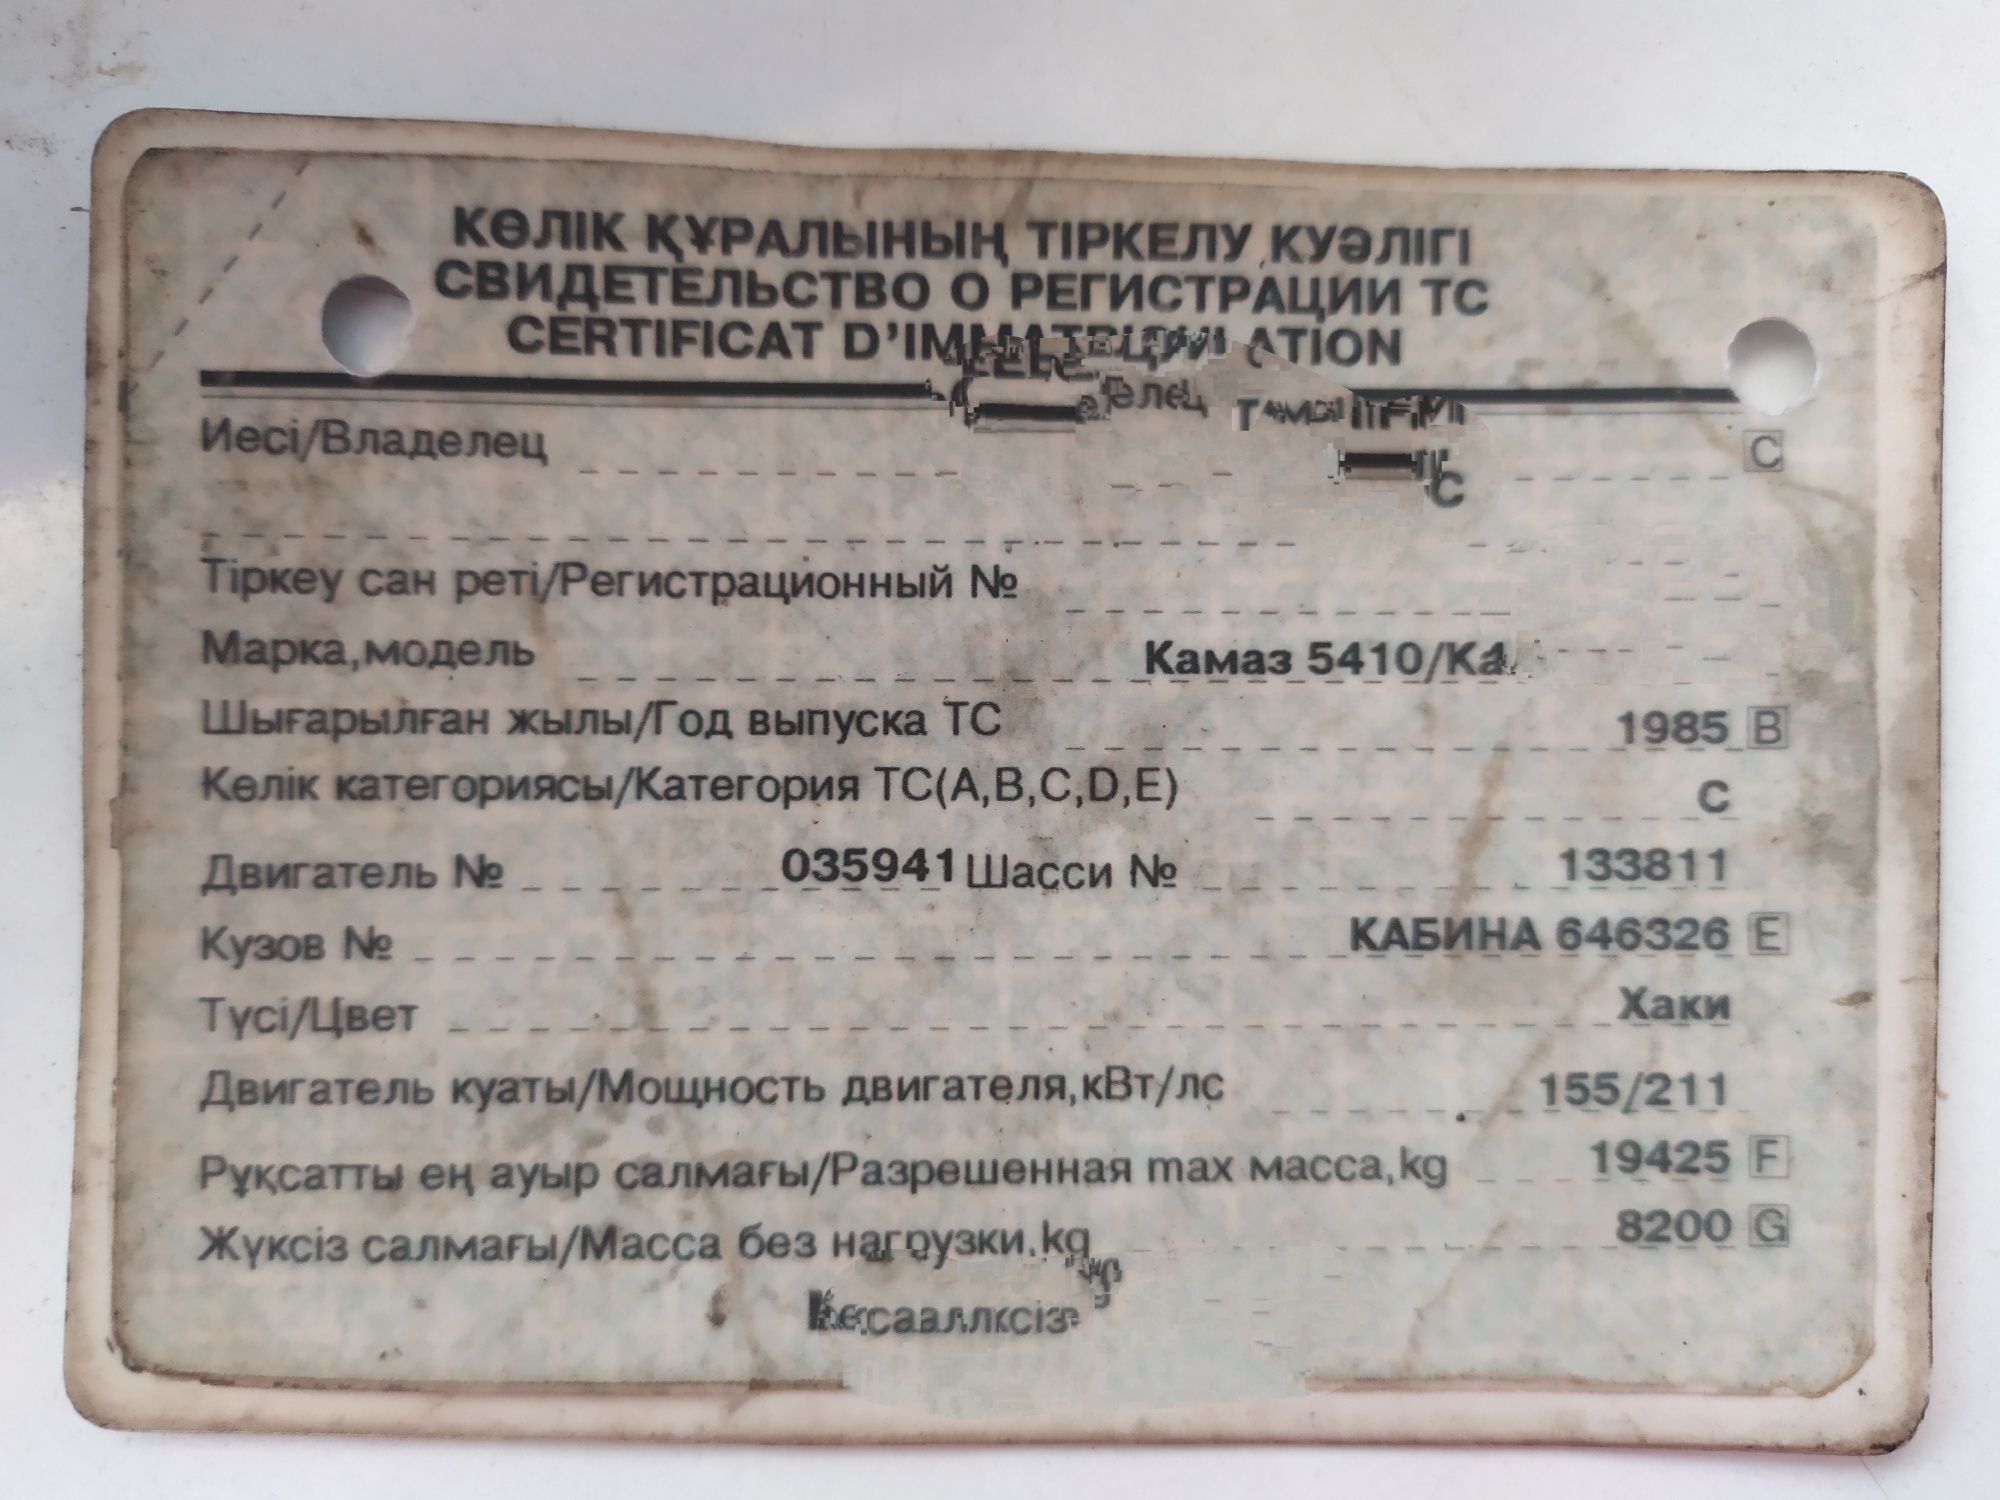 КӨЛІК ҚҰРАЛЫНЫҢ ТІРКЕЛУ КУӘЛІГІ
СВИДЕТЕЛЬСТВО О РЕГИСТРАЦИИ ТС
CERTIFICAT D'IMMATRICULATION
Иесі/Владелец C
Тіркеу сан реті/Регистрационный №
Марка,модель Камаз 5410/
Шығарылған жылы/Год выпуска ТС 1985 B
Көлік категориясы/Категория ТС(A,B,C,D,E) C
Двигатель № 035941 Шасси № 133811
Кузов № КАБИНА 646326 E
Түсі/Цвет Хаки
Двигатель куаты/Мощность двигателя,кВт/лс 155/211
Рұқсатты ең ауыр салмағы/Разрешенная max масса,kg 19425 F
Жүксіз салмағы/Масса без нагрузки,kg 8200 G